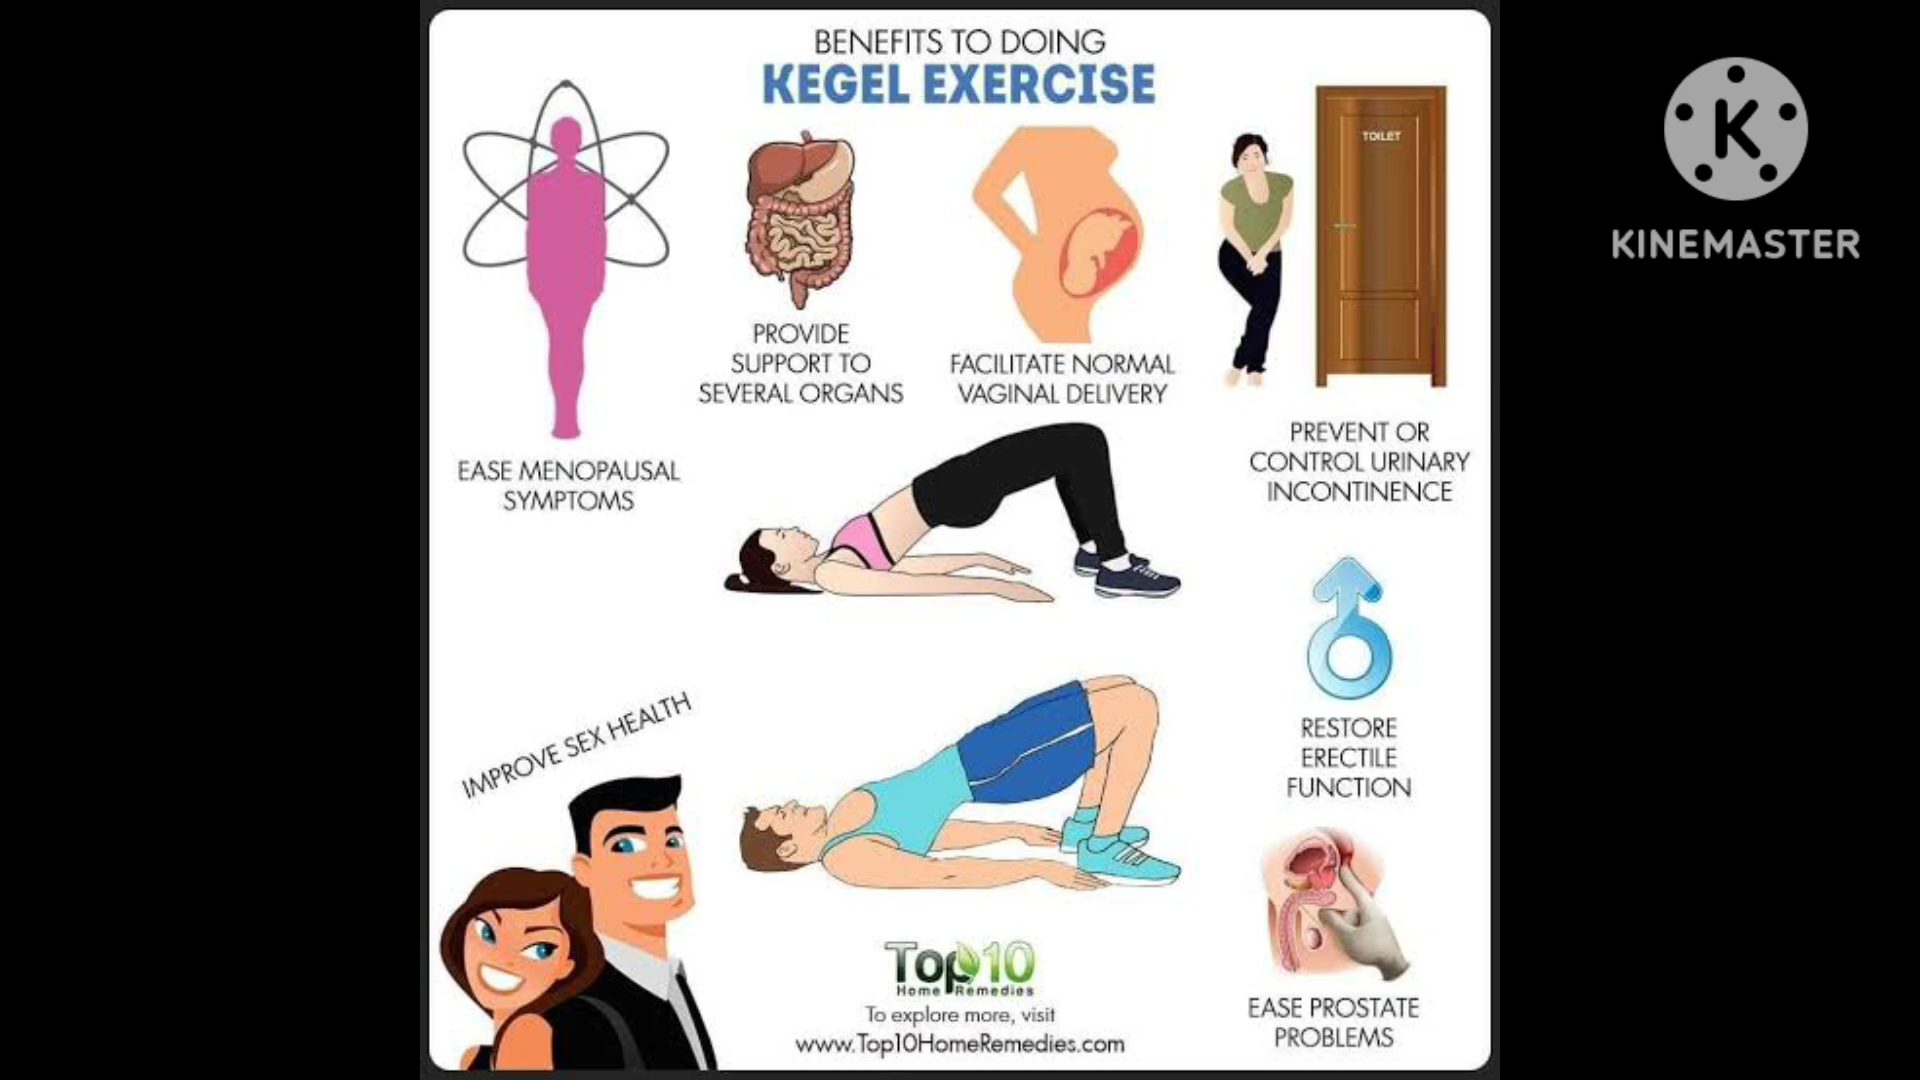 BENEFITS TO DOING
KEGEL EXERCISE
TOILET
K
KINEMASTER
PROVIDE
SUPPORT TO
SEVERAL ORGANS
FACILITATE NORMAL
VAGINAL DELIVERY
EASE MENOPAUSAL
SYMPTOMS
PREVENT OR
CONTROL URINARY
INCONTINENCE
IMPROVE SEX HEALTH
RESTORE
ERECTILE
FUNCTION
EASE PROSTATE
PROBLEMS
Top10
Home Remedies
To explore more, visit
www.Top10HomeRemedies.com